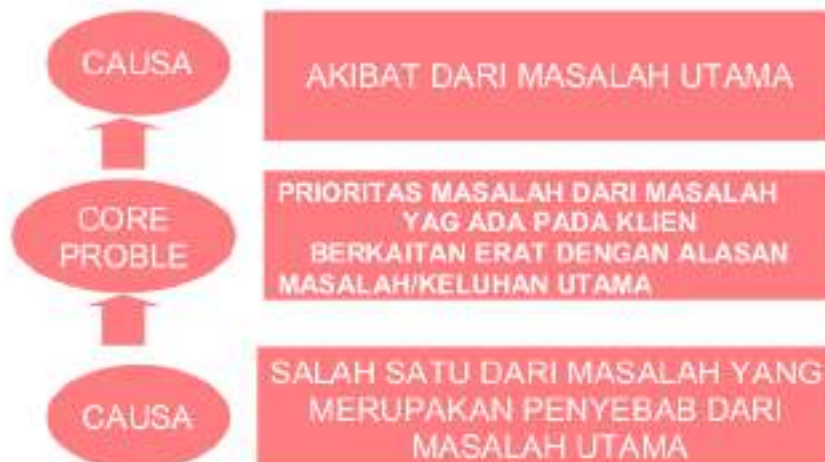 CAUSA
AKIBAT DARI MASALAH UTAMA
CORE
PROBLE
PRIORITAS MASALAH DARI MASALAH
YAG ADA PADA KLIEN
BERKAITAN ERAT DENGAN ALASAN
MASALAH/KELUHAN UTAMA
CAUSA
SALAH SATU DARI MASALAH YANG
MERUPAKAN PENYEBAB DARI
MASALAH UTAMA